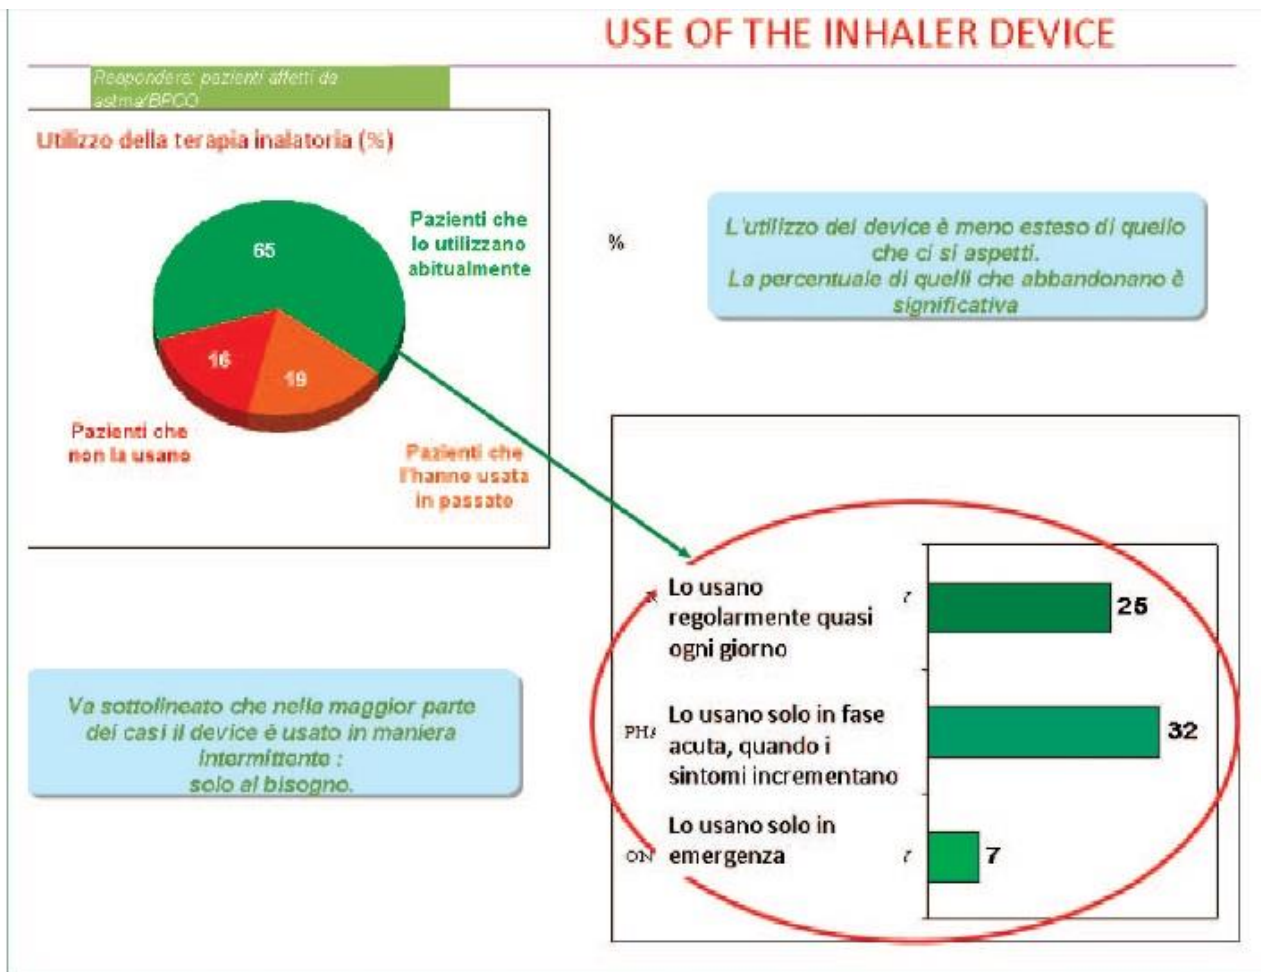 USE OF THE INHALER DEVICE
Respondere: pazienti affetti da
astma/BPCO
Utilizzo della terapia inalatoria (%)
65
Pazienti che
lo utilizzano
abitualmente
16
19
Pazienti che
non la usano
Pazienti che
l'hanno usata
in passato
%
L'utilizzo del device è meno esteso di quello
che ci si aspetti.
La percentuale di quelli che abbandonano è
significativa
Va sottolineato che nella maggior parte
dei casi il device è usato in maniera
intermittente :
solo al bisogno.
Lo usano
regolarmente quasi
ogni giorno
25
PHA
Lo usano solo in fase
acuta, quando i
sintomi incrementano
32
ON
Lo usano solo in
emergenza
7